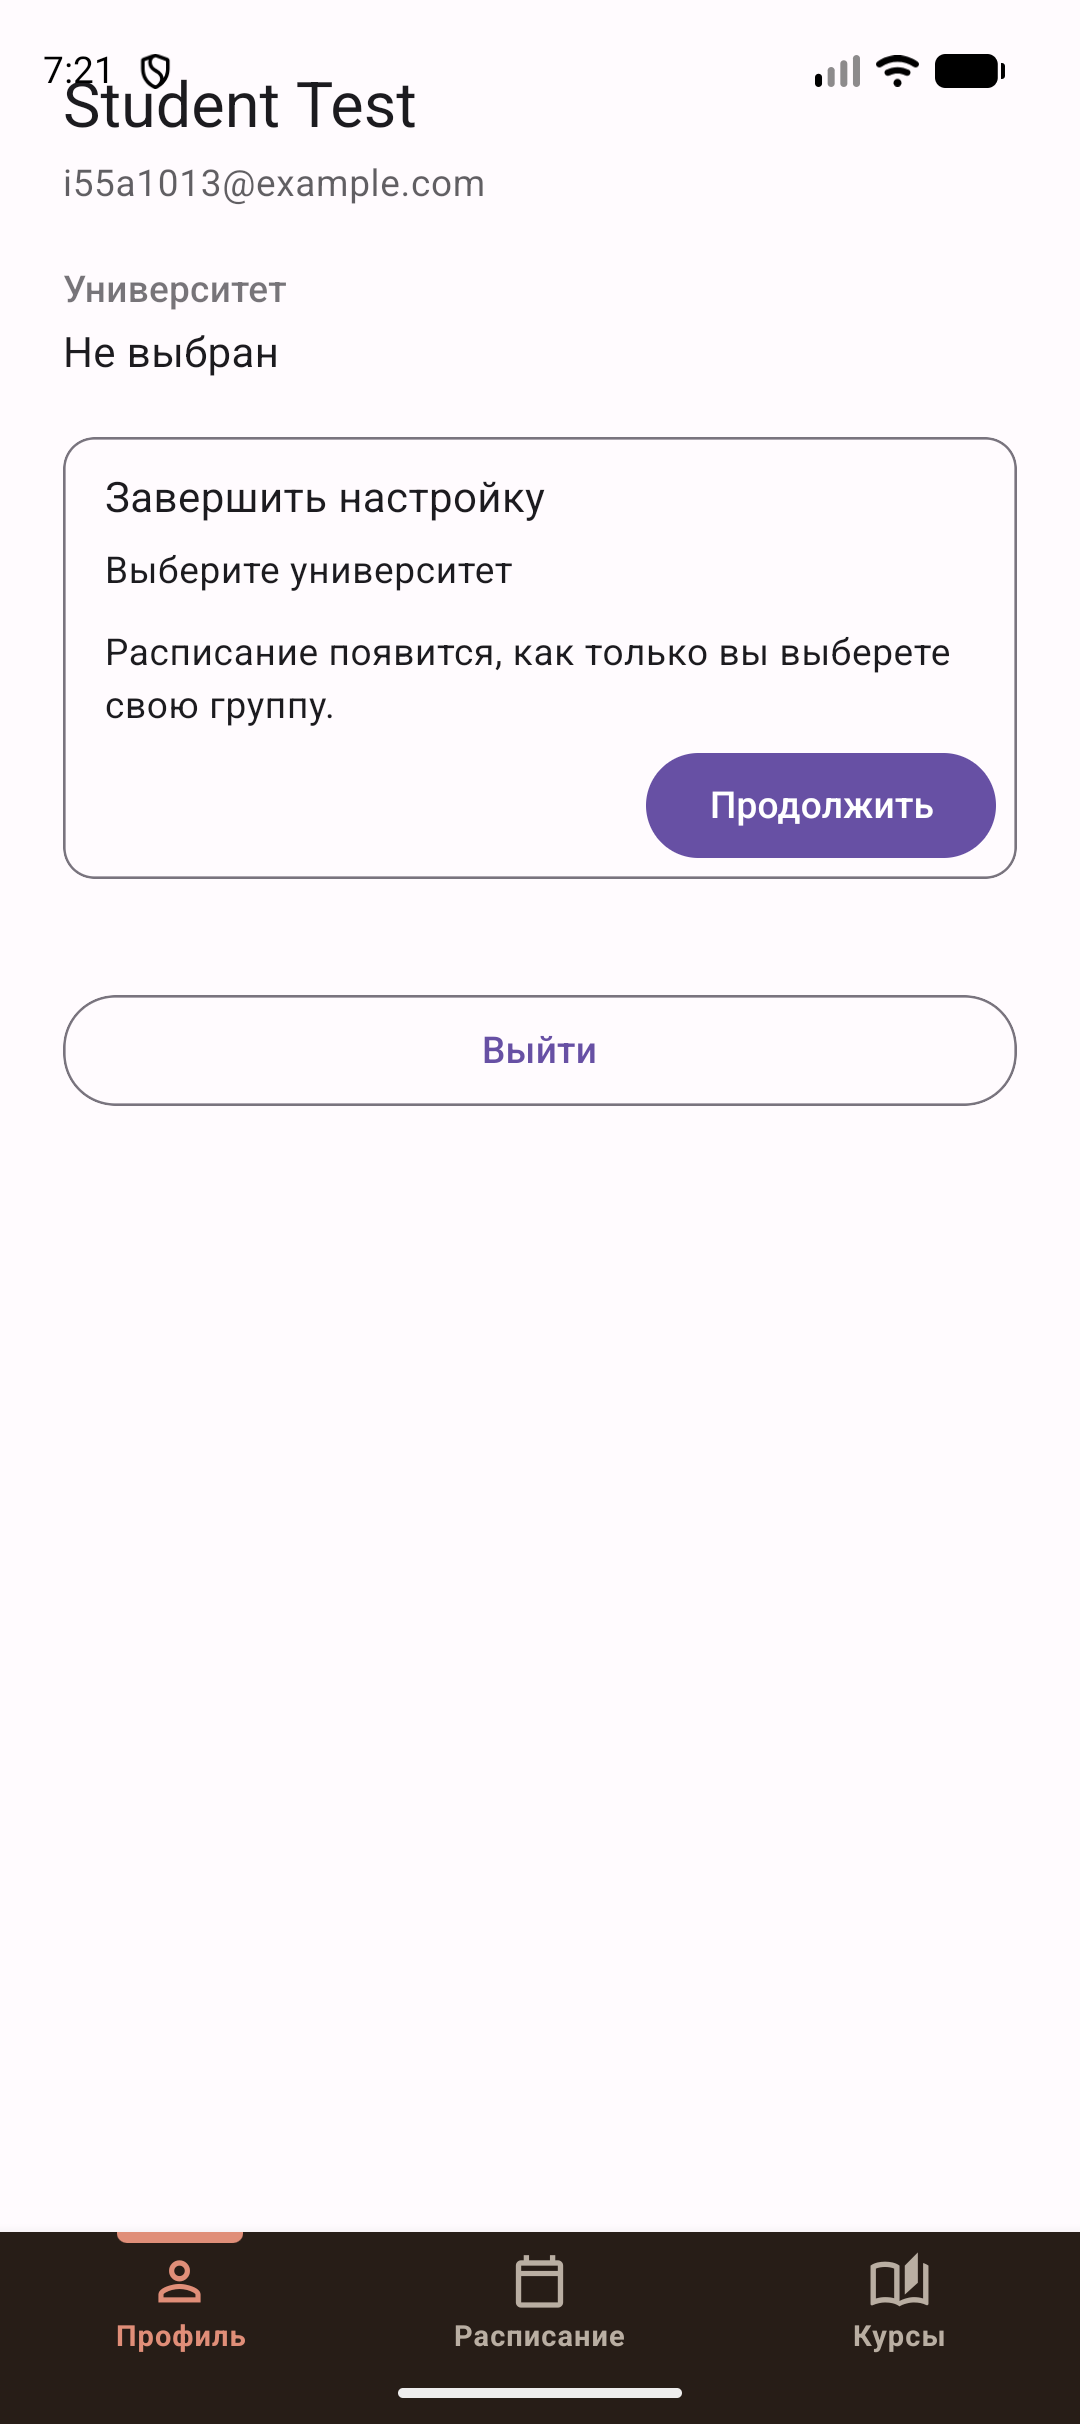 7:21
Student Test
i55a1013@example.com
Университет
Не выбран
Завершить настройку
Выберите университет
Расписание появится, как только вы выберете
свою группу.
Продолжить
Выйти
Профиль
Расписание
Курсы